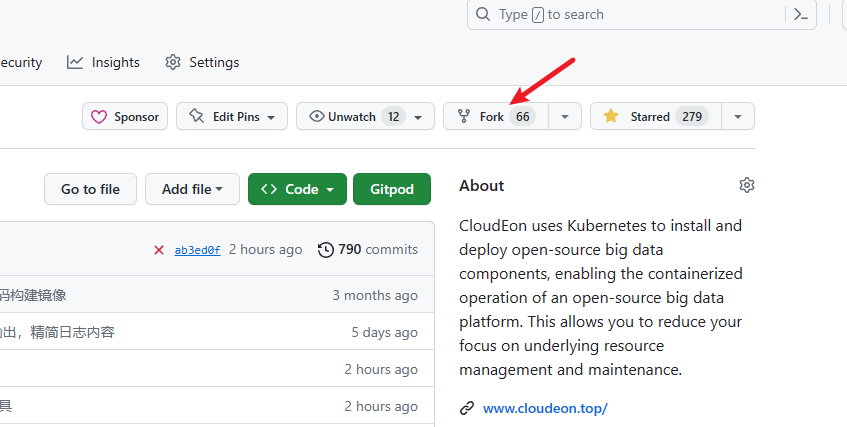 Type / to search
ecurity Insights Settings
Sponsor Edit Pins Unwatch 12 Fork 66 Starred 279
Go to file Add file Code Gitpod
About
CloudEon uses Kubernetes to install and
deploy open-source big data
components, enabling the containerized
operation of an open-source big data
platform. This allows you to reduce your
focus on underlying resource
management and maintenance.
www.cloudeon.top/
ab3ed0f 2 hours ago 790 commits
码构建镜像 3 months ago
出，精简日志内容 5 days ago
2 hours ago
具 2 hours ago